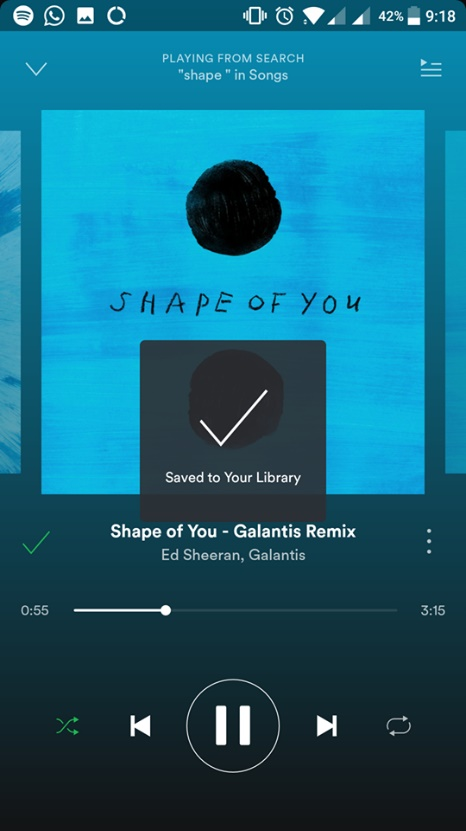 42% 9:18
PLAYING FROM SEARCH
"shape " in Songs
SHAPE OF YOU
Saved to Your Library
Shape of You - Galantis Remix
Ed Sheeran, Galantis
0:55 3:15